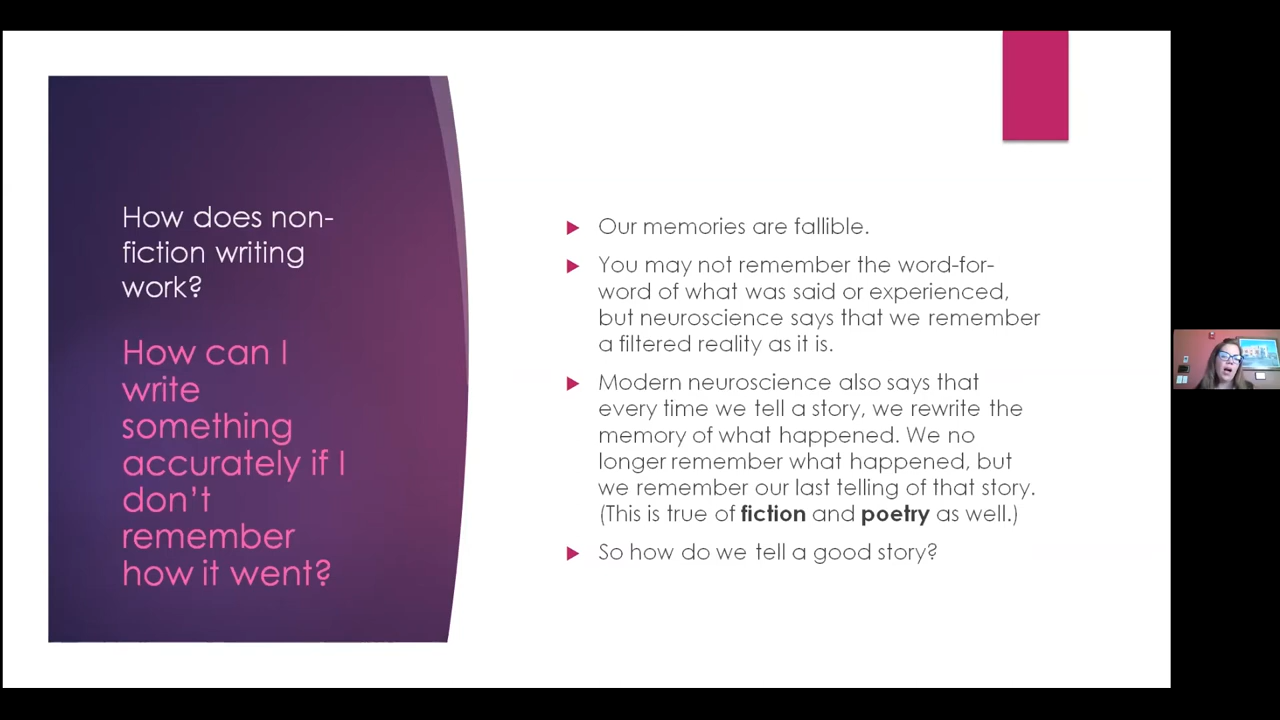 How does non-
fiction writing
work?
How can I
write
something
accurately if I
don't
remember
how it went?
Our memories are fallible.
You may not remember the word-for-
word of what was said or experienced,
but neuroscience says that we remember
a filtered reality as it is.
Modern neuroscience also says that
every time we tell a story, we rewrite the
memory of what happened. We no
longer remember what happened, but
we remember our last telling of that story.
(This is true of fiction and poetry as well.)
So how do we tell a good story?